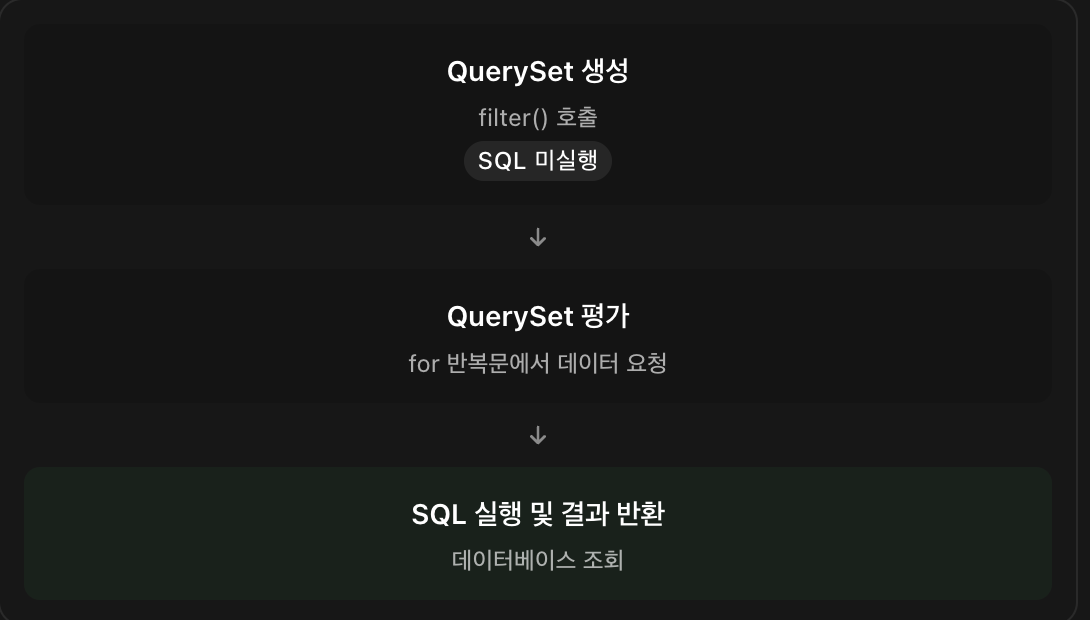 QuerySet 생성
filter() 호출
SQL 미실행
↓
QuerySet 평가
for 반복문에서 데이터 요청
↓
SQL 실행 및 결과 반환
데이터베이스 조회